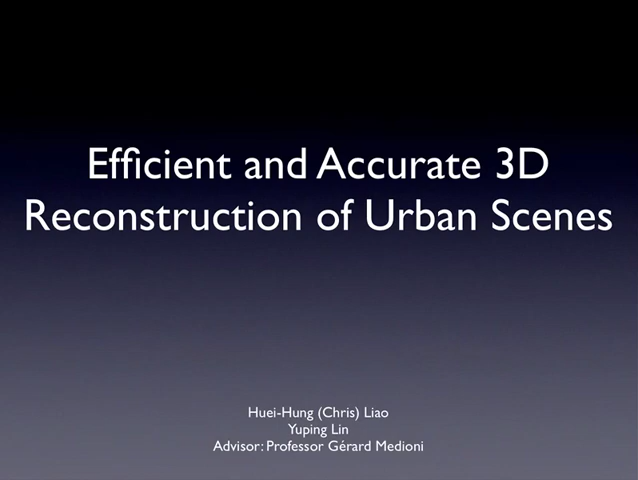 Efficient and Accurate 3D
Reconstruction of Urban Scenes
Huei-Hung (Chris) Liao
Yuping Lin
Advisor: Professor Gérard Medioni